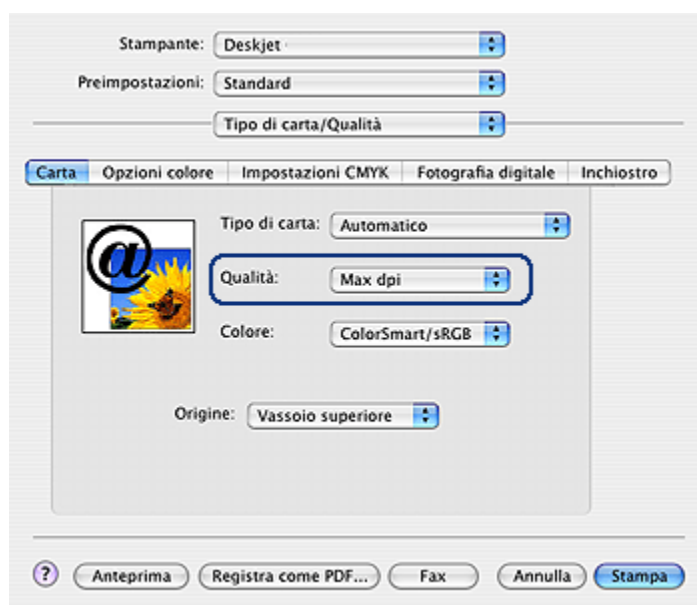 Stampante: Deskjet
Preimpostazioni: Standard
Tipo di carta/Qualità
Carta Opzioni colore Impostazioni CMYK Fotografia digitale Inchiostro
Tipo di carta: Automatico
@
Qualità: Max dpi
Colore: ColorSmart/sRGB
Origine: Vassoio superiore
? Anteprima Registra come PDF... Fax Annulla Stampa